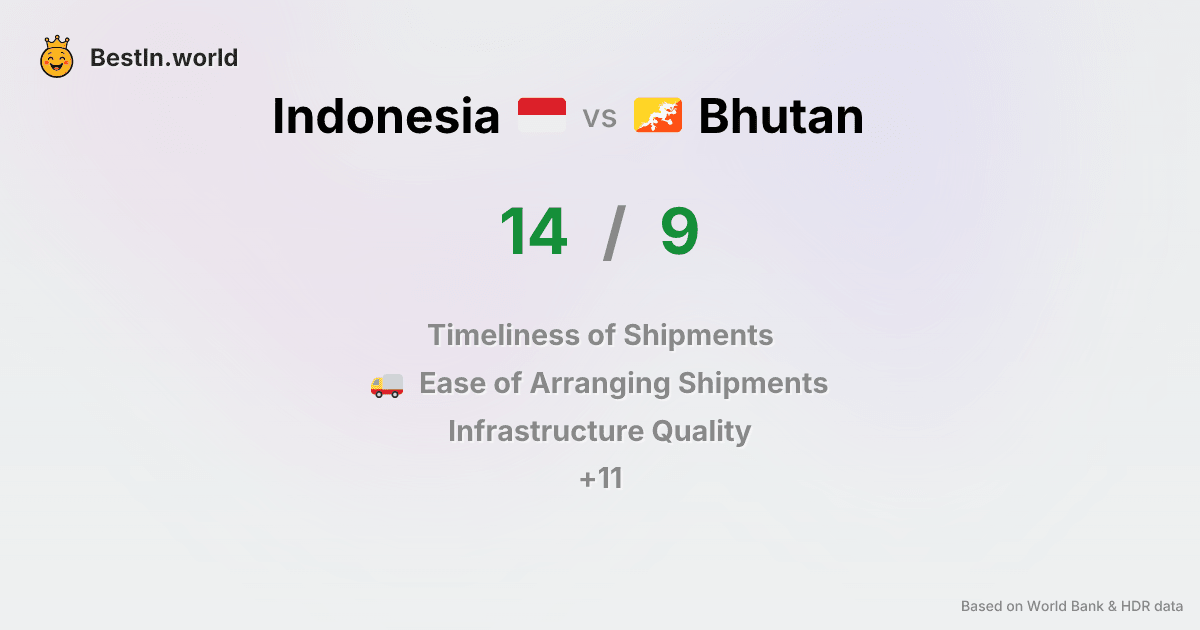 BestIn.world
Indonesia vs Bhutan
14 / 9
Timeliness of Shipments
Ease of Arranging Shipments
Infrastructure Quality
+11
Based on World Bank & HDR data